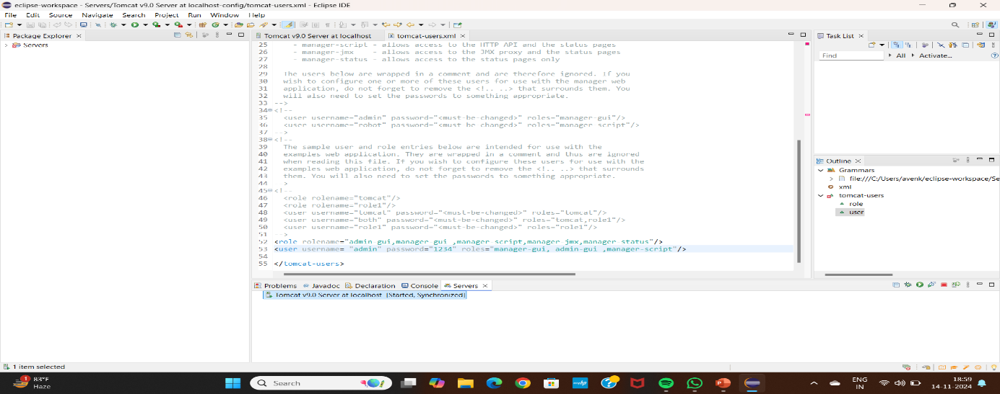 eclipse-workspace - Servers/Tomcat v9.0 Server at localhost-config/tomcat-users.xml - Eclipse IDE
File Edit Source Navigate Search Project Run Window Help
Package Explorer
Servers
Tomcat v9.0 Server at localhost
tomcat-users.xml
25 - manager-script - allows access to the HTTP API and the status pages
26 - manager-jmx - allows access to the JMX proxy and the status pages
27 - manager-status - allows access to the status pages only
28
29 The users below are wrapped in a comment and are therefore ignored. If you
30 wish to configure one or more of these users for use with the manager web
31 application, do not forget to remove the <!.. ..> that surrounds them. You
32 will also need to set the passwords to something appropriate.
33 -->
34 <!--
35 <user username="admin" password="<must-be-changed>" roles="manager-gui"/>
36 <user username="robot" password="<must-be-changed>" roles="manager-script"/>
37 -->
38 <!--
39 The sample user and role entries below are intended for use with the
40 examples web application. They are wrapped in a comment and thus are ignored
41 when reading this file. If you wish to configure these users for use with the
42 examples web application, do not forget to remove the <!.. ..> that surrounds
43 them. You will also need to set the passwords to something appropriate.
44 -->
45 <!--
46 <role rolename="tomcat"/>
47 <role rolename="role1"/>
48 <user username="tomcat" password="<must-be-changed>" roles="tomcat"/>
49 <user username="both" password="<must-be-changed>" roles="tomcat,role1"/>
50 <user username="role1" password="<must-be-changed>" roles="role1"/>
51 -->
52 <role rolename="admin-gui,manager-gui ,manager-script,manager-jmx,manager-status"/>
53 <user username= "admin" password="1234" roles="manager-gui, admin-gui ,manager-script"/>
54
55 </tomcat-users>
Task List
Find All Activate...
Outline
Grammars
file:///C:/Users/avenk/eclipse-workspace/Se
xml
tomcat-users
role
user
Problems Javadoc Declaration Console Servers
Tomcat v9.0 Server at localhost [Started, Synchronized]
1 item selected
1
83°F
Haze
Search
ENG
IN
18:59
14-11-2024